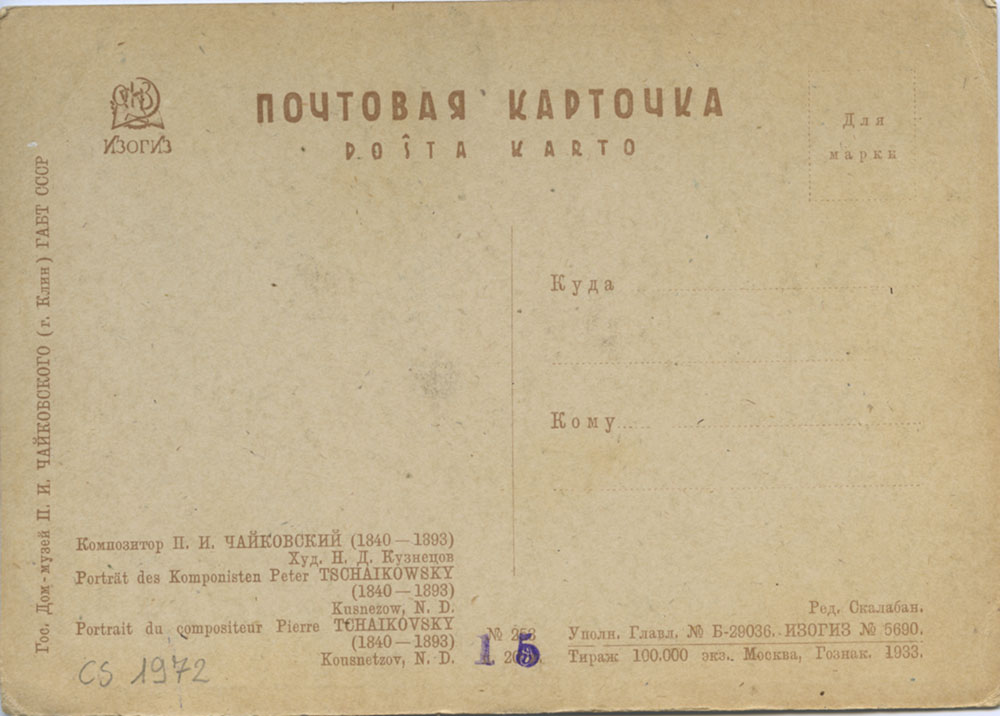 ИЗОГИЗ
ПОЧТОВАЯ КАРТОЧКА
POŜTA KARTO
Для
марки
Гос. Дом-музей П. И. ЧАЙКОВСКОГО (г. Клин) ГАБТ СССР
Куда
Кому
Композитор П. И. ЧАЙКОВСКИЙ (1840—1893)
Худ. Н. Д. Кузнецов
Porträt des Komponisten Peter TSCHAIKOWSKY
(1840—1893)
Kusnezow, N. D.
Portrait du compositeur Pierre TCHAIKOVSKY
(1840—1893)
Kousnetzov, N. D.
№
15
Ред. Скалабан.
Уполн. Главл. № Б-29036. ИЗОГИЗ № 5690.
Тираж 100.000 экз. Москва, Гознак. 1933.
CS 1972